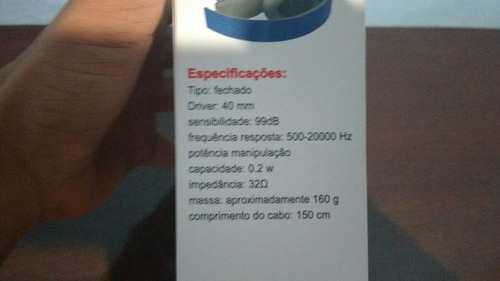 Especificações:
Tipo: fechado
Driver: 40 mm
sensibilidade: 99dB
frequência resposta: 500-20000 Hz
potência manipulação
capacidade: 0.2 w
impedância: 32Ω
massa: aproximadamente 160 g
comprimento do cabo: 150 cm